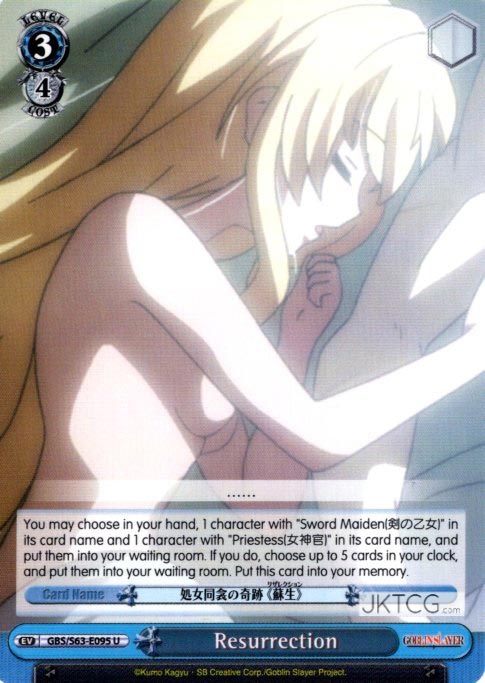 LEVEL
3
4
COST
......
You may choose in your hand, 1 character with "Sword Maiden(剣の乙女)" in
its card name and 1 character with "Priestess(女神官)" in its card name, and
put them into your waiting room. If you do, choose up to 5 cards in your clock,
and put them into your waiting room. Put this card into your memory.
Card Name
処女同衾の奇跡《蘇生》
リザレクション
JKTCG.com
EV
GBS/S63-E095 U
Resurrection
GOBLIN SLAYER
©Kumo Kagyu・SB Creative Corp./Goblin Slayer Project.